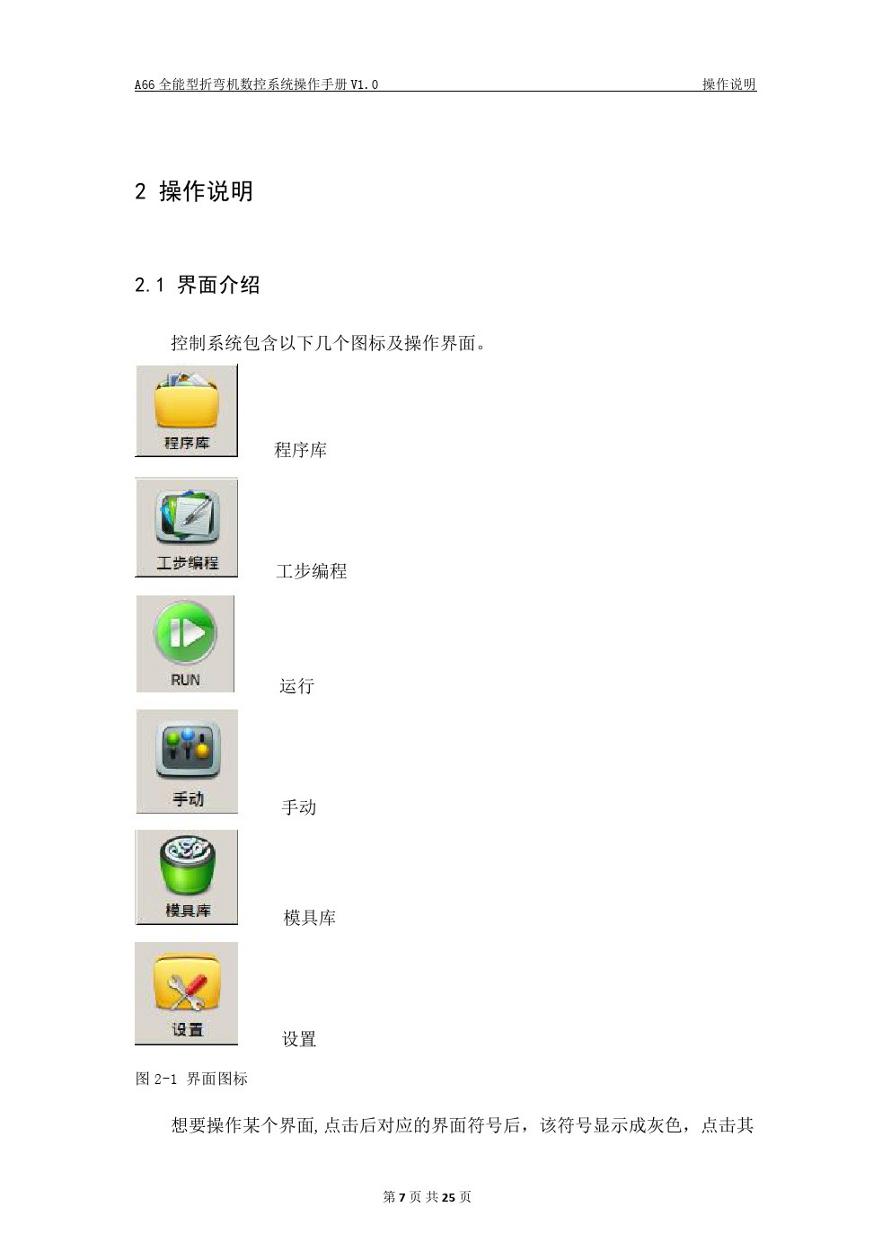 A66 全能型折弯机数控系统操作手册 V1.0 操作说明
2 操作说明
2.1 界面介绍
控制系统包含以下几个图标及操作界面。
程序库
程序库
工步编程
工步编程
RUN
运行
手动
手动
模具库
模具库
设置
设置
图 2-1 界面图标
想要操作某个界面,点击后对应的界面符号后，该符号显示成灰色，点击其
第 7 页 共 25 页